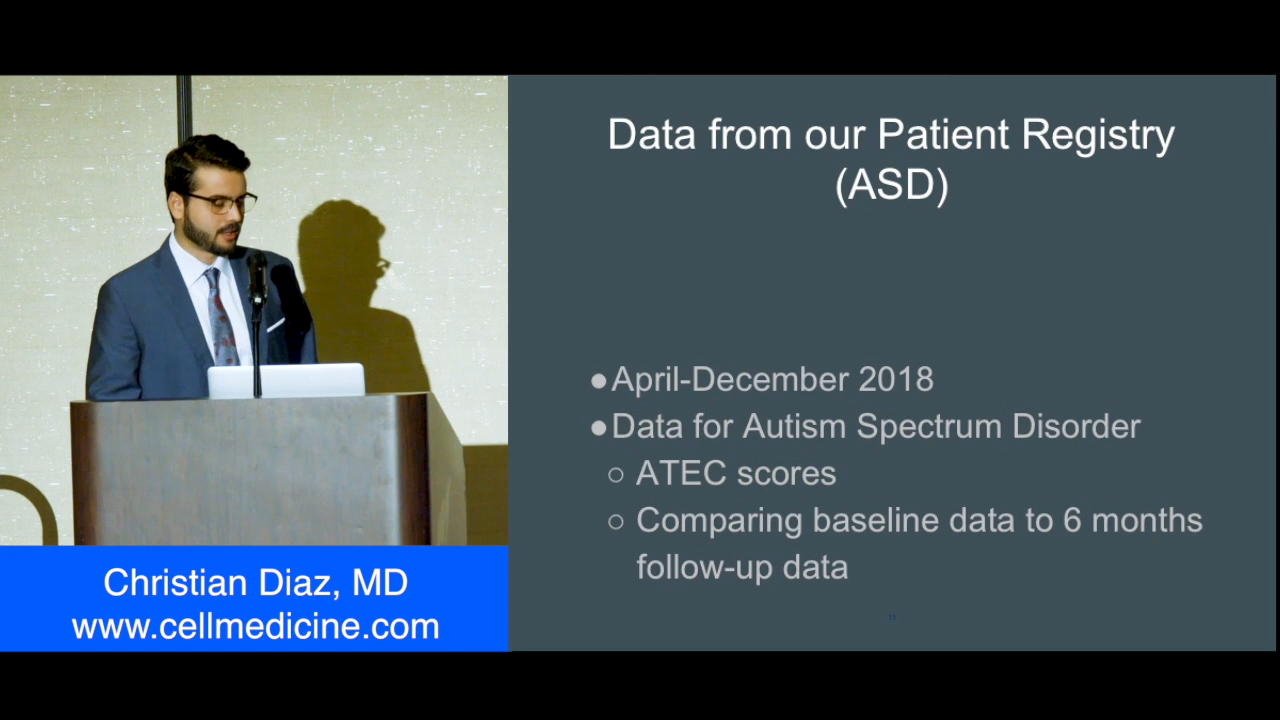 Data from our Patient Registry
(ASD)
●April-December 2018
●Data for Autism Spectrum Disorder
○ ATEC scores
○ Comparing baseline data to 6 months
follow-up data
Christian Diaz, MD
www.cellmedicine.com